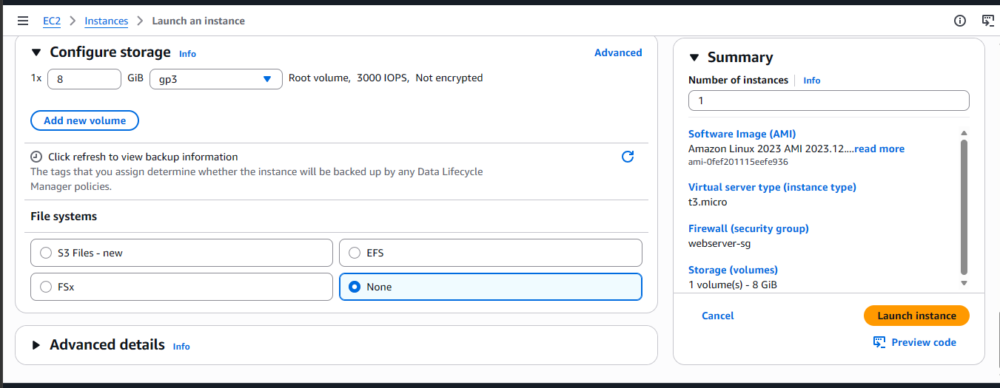 EC2 > Instances > Launch an instance
Configure storage Info
Advanced
1x 8 GiB gp3 Root volume, 3000 IOPS, Not encrypted
Add new volume
Click refresh to view backup information
The tags that you assign determine whether the instance will be backed up by any Data Lifecycle
Manager policies.
File systems
S3 Files - new
EFS
FSx
None
Advanced details Info
Summary
Number of instances Info
1
Software Image (AMI)
Amazon Linux 2023 AMI 2023.12....read more
ami-0fef201115eefe936
Virtual server type (instance type)
t3.micro
Firewall (security group)
webserver-sg
Storage (volumes)
1 volume(s) - 8 GiB
Cancel
Launch instance
Preview code